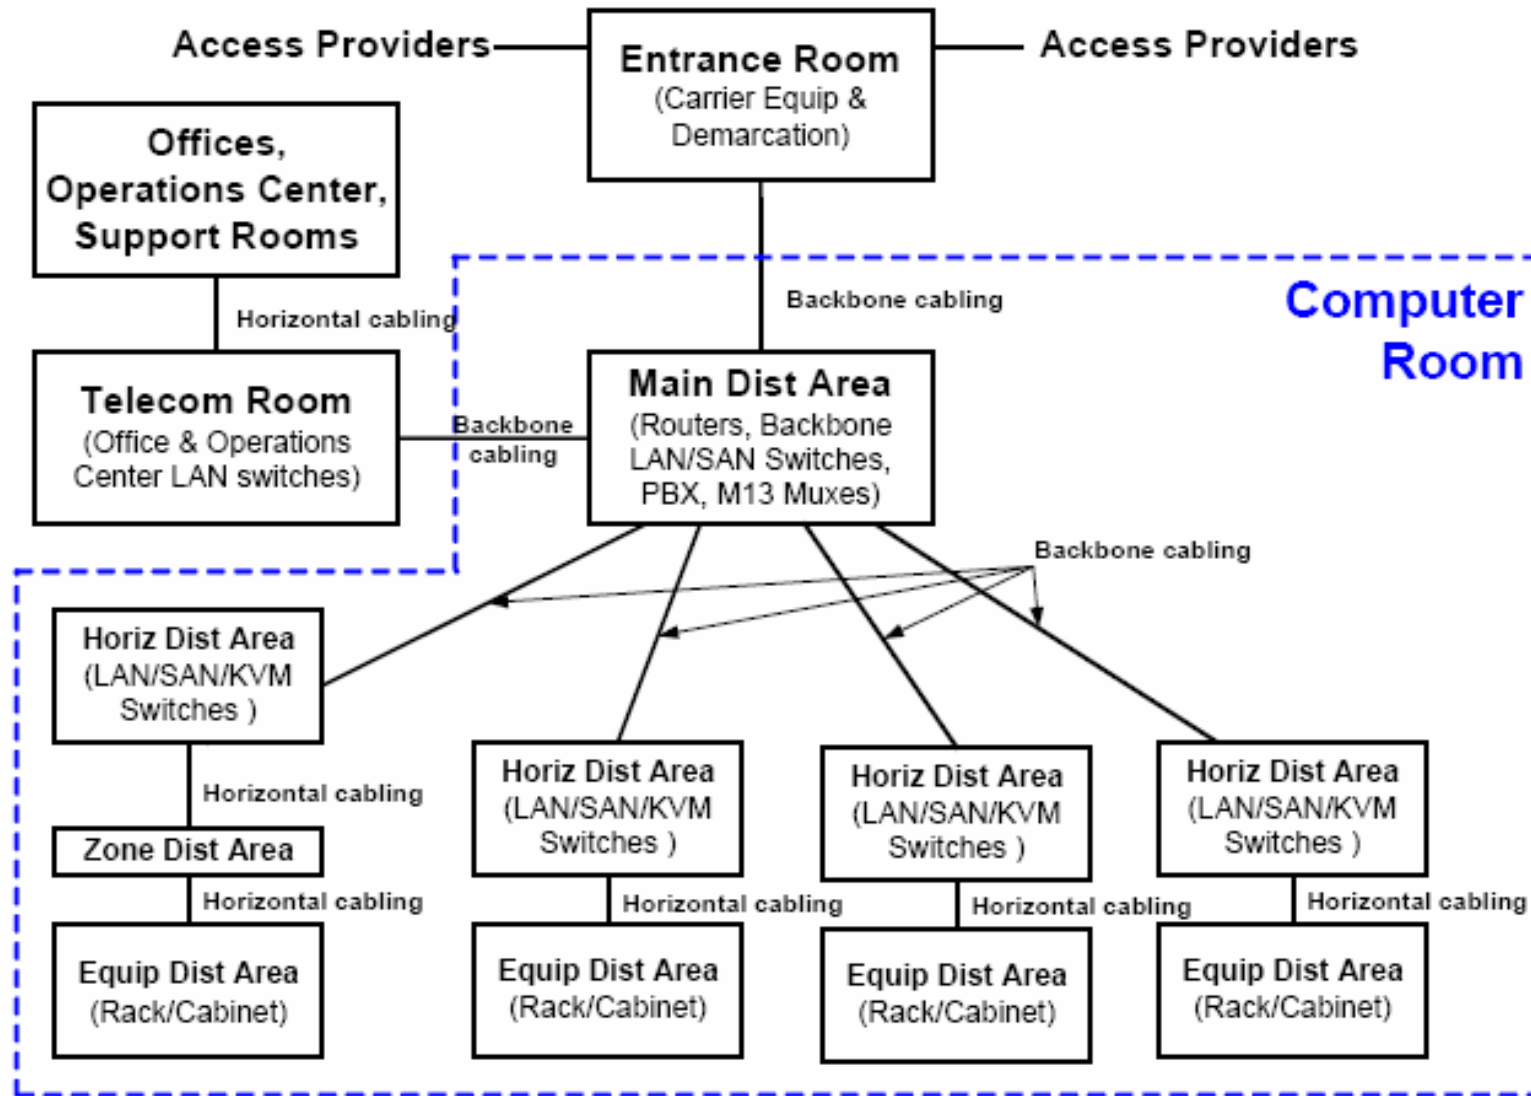 Access Providers
Entrance Room
(Carrier Equip &
Demarcation)
Access Providers
Offices,
Operations Center,
Support Rooms
Horizontal cabling
Backbone cabling
Computer
Room
Telecom Room
(Office & Operations
Center LAN switches)
Backbone
cabling
Main Dist Area
(Routers, Backbone
LAN/SAN Switches,
PBX, M13 Muxes)
Backbone cabling
Horiz Dist Area
(LAN/SAN/KVM
Switches )
Horiz Dist Area
(LAN/SAN/KVM
Switches )
Horiz Dist Area
(LAN/SAN/KVM
Switches )
Horiz Dist Area
(LAN/SAN/KVM
Switches )
Horizontal cabling
Zone Dist Area
Horizontal cabling
Horizontal cabling
Horizontal cabling
Horizontal cabling
Equip Dist Area
(Rack/Cabinet)
Equip Dist Area
(Rack/Cabinet)
Equip Dist Area
(Rack/Cabinet)
Equip Dist Area
(Rack/Cabinet)